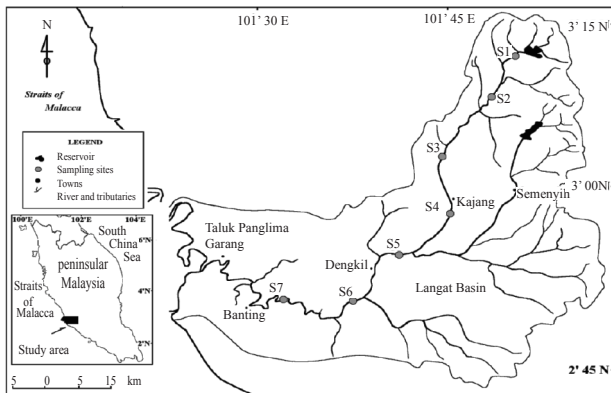 101° 30 E
101° 45 E
3° 15 N
N
Straits of
Malacca
S1
S2
LEGEND
Reservoir
Sampling sites
Towns
River and tributaries
S3
3° 00N
Kajang
Semenyin
S4
100°E
102°E
104°E
South
China
Sea
6°N
peninsular
Malaysia
4°N
Straits
of
Malacca
2°N
Study area
Taluk Panglima
Garang
S5
Dengkil
S7
S6
Langat Basin
Banting
2' 45 N
5 0 5 15 km